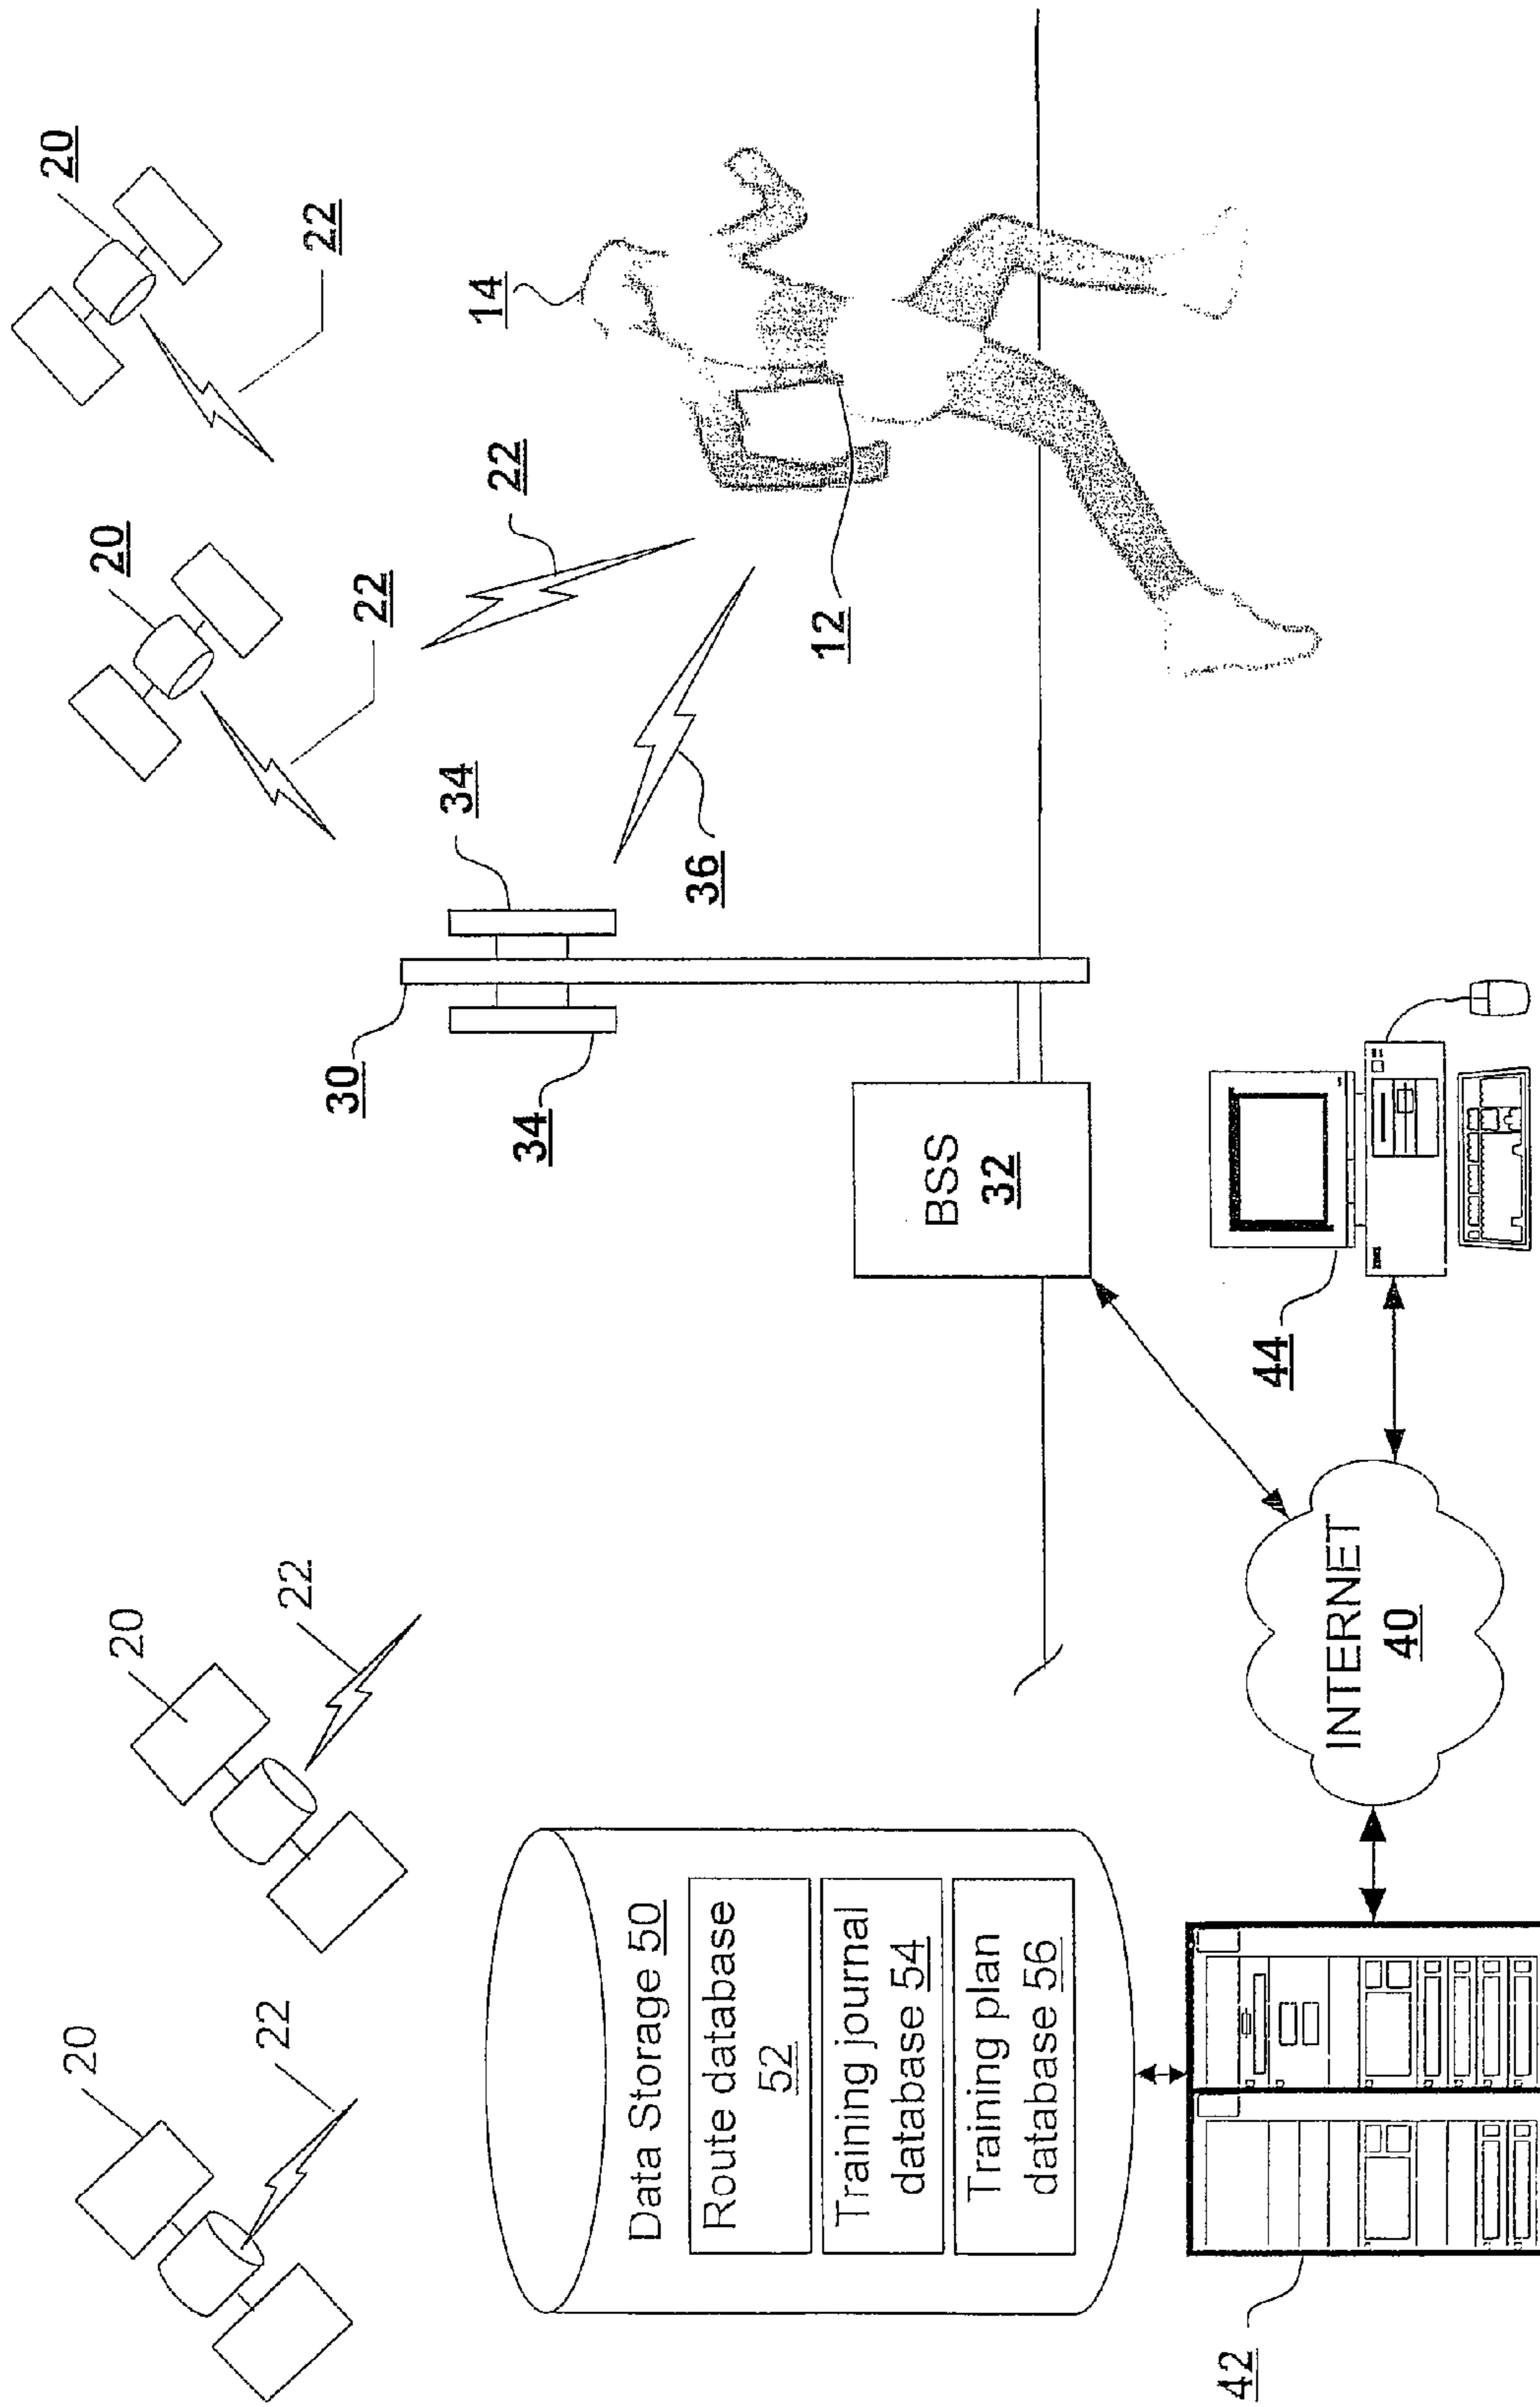 20
22
20
22
20
22
20
22
14
22
30
34
34
36
12
Data Storage 50
Route database
52
Training journal
database 54
Training plan
database 56
BSS
32
42
INTERNET
40
44